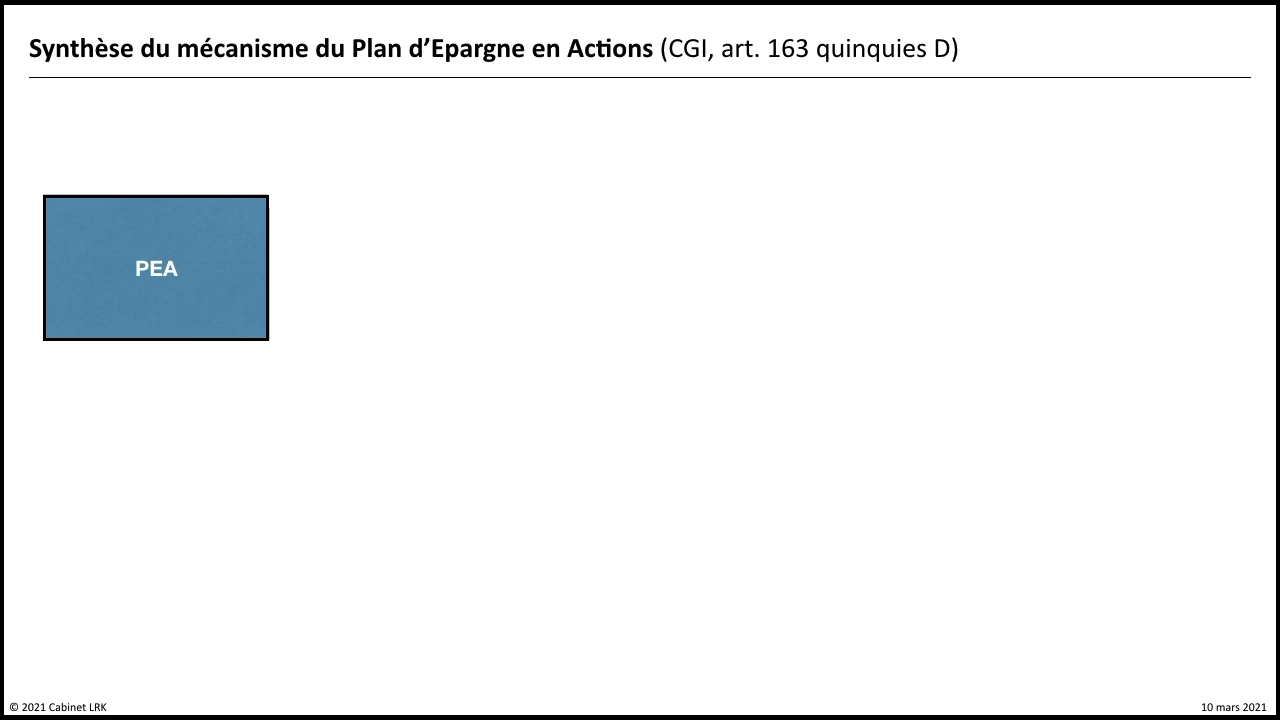 Synthèse du mécanisme du Plan d’Epargne en Actions (CGI, art. 163 quinquies D)
PEA
© 2021 Cabinet LRK
10 mars 2021